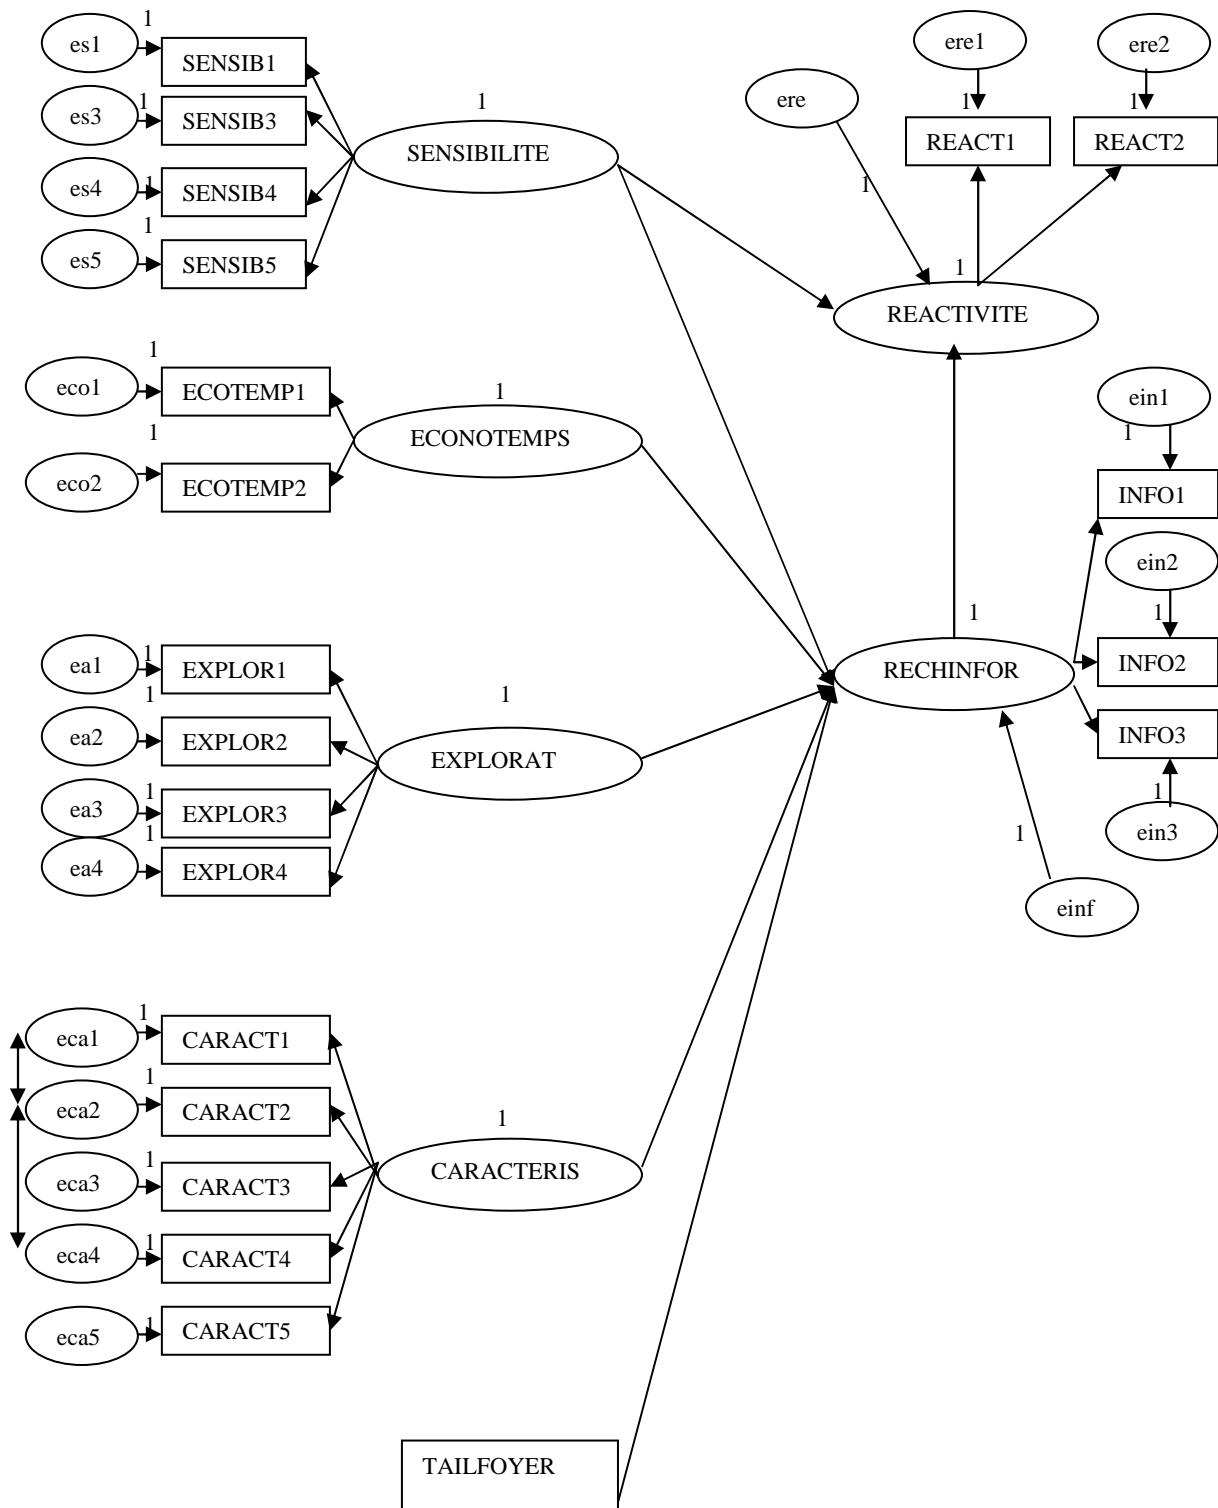 1
es1
SENSIB1
1
es3
SENSIB3
1
es4
SENSIB4
1
es5
SENSIB5
1
SENSIBILITE
ere
1
ere1
1
REACT1
ere2
1
REACT2
1
REACTIVITE
1
eco1
ECOTEMP1
1
eco2
ECOTEMP2
1
ECONOTEMPS
ein1
1
INFO1
ein2
1
INFO2
INFO3
1
ein3
1
RECHINFOR
1
einf
1
ea1
EXPLOR1
1
ea2
EXPLOR2
1
ea3
EXPLOR3
1
ea4
EXPLOR4
1
EXPLORAT
1
eca1
CARACT1
1
eca2
CARACT2
1
eca3
CARACT3
1
eca4
CARACT4
1
eca5
CARACT5
1
CARACTERIS
TAILFOYER